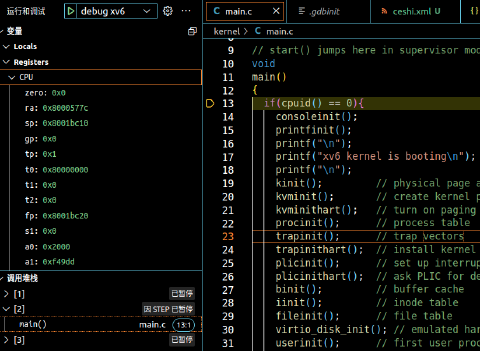 运行和调试 debug xv6 ···
变量
Locals
Registers
CPU
zero: 0x0
ra: 0x8000577c
sp: 0x8001bc10
gp: 0x0
tp: 0x1
t0: 0x80000000
t1: 0x0
t2: 0x0
fp: 0x8001bc20
s1: 0x0
a0: 0x2000
a1: 0xf49dd
调用堆栈
[1] 已暂停
[2] 因 STEP 已暂停
main() main.c 13:1
[3] 已暂停
main.c .gdbinit ceshi.xml U
kernel > main.c
9 // start() jumps here in supervisor mod
10 void
11 main()
12 {
13 if(cpuid() == 0){
14 consoleinit();
15 printfinit();
16 printf("\n");
17 printf("xv6 kernel is booting\n");
18 printf("\n");
19 kinit(); // physical page a
20 kvminit(); // create kernel p
21 kvminithart(); // turn on paging
22 procinit(); // process table
23 trapinit(); // trap vectors
24 trapinithart(); // install kernel
25 plicinit(); // set up interrup
26 plicinithart(); // ask PLIC for de
27 binit(); // buffer cache
28 iinit(); // inode table
29 fileinit(); // file table
30 virtio_disk_init(); // emulated har
31 userinit(); // first user proc